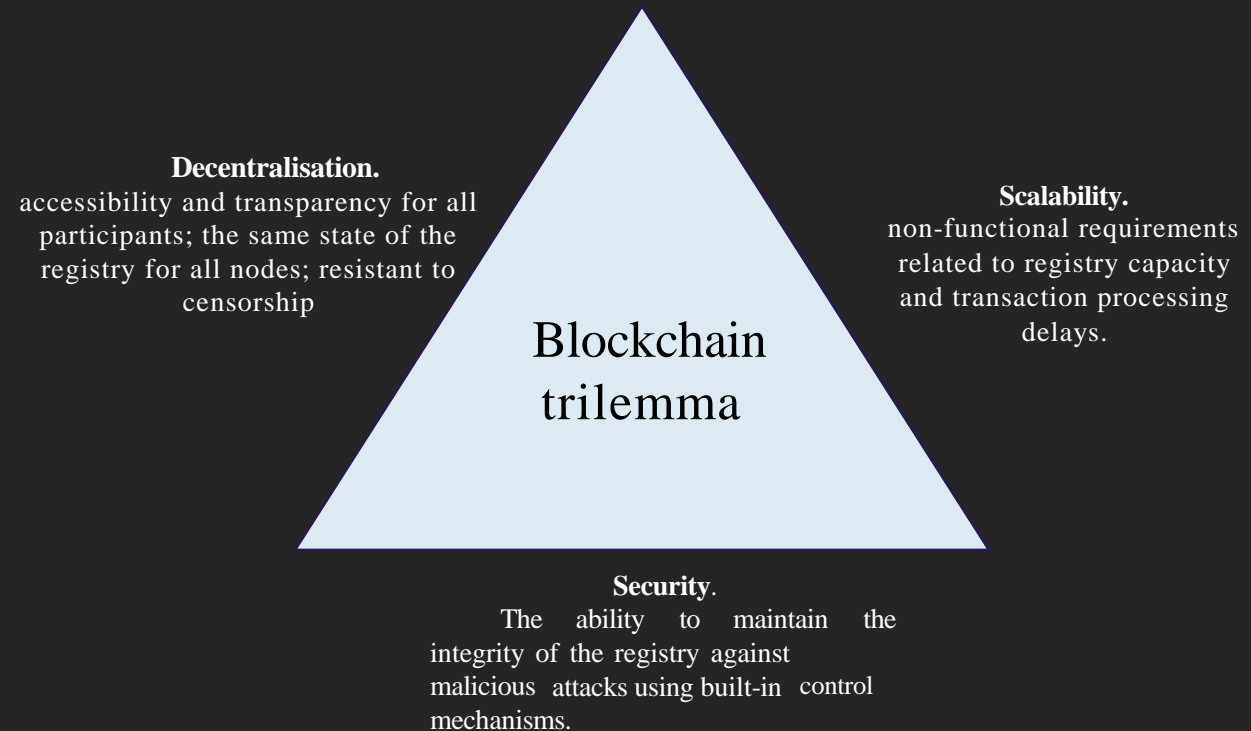 Decentralisation.
accessibility and transparency for all
participants; the same state of the
registry for all nodes; resistant to
censorship
Scalability.
non-functional requirements
related to registry capacity
and transaction processing
delays.
Blockchain
trilemma
Security.
The ability to maintain the
integrity of the registry against
malicious attacks using built-in control
mechanisms.